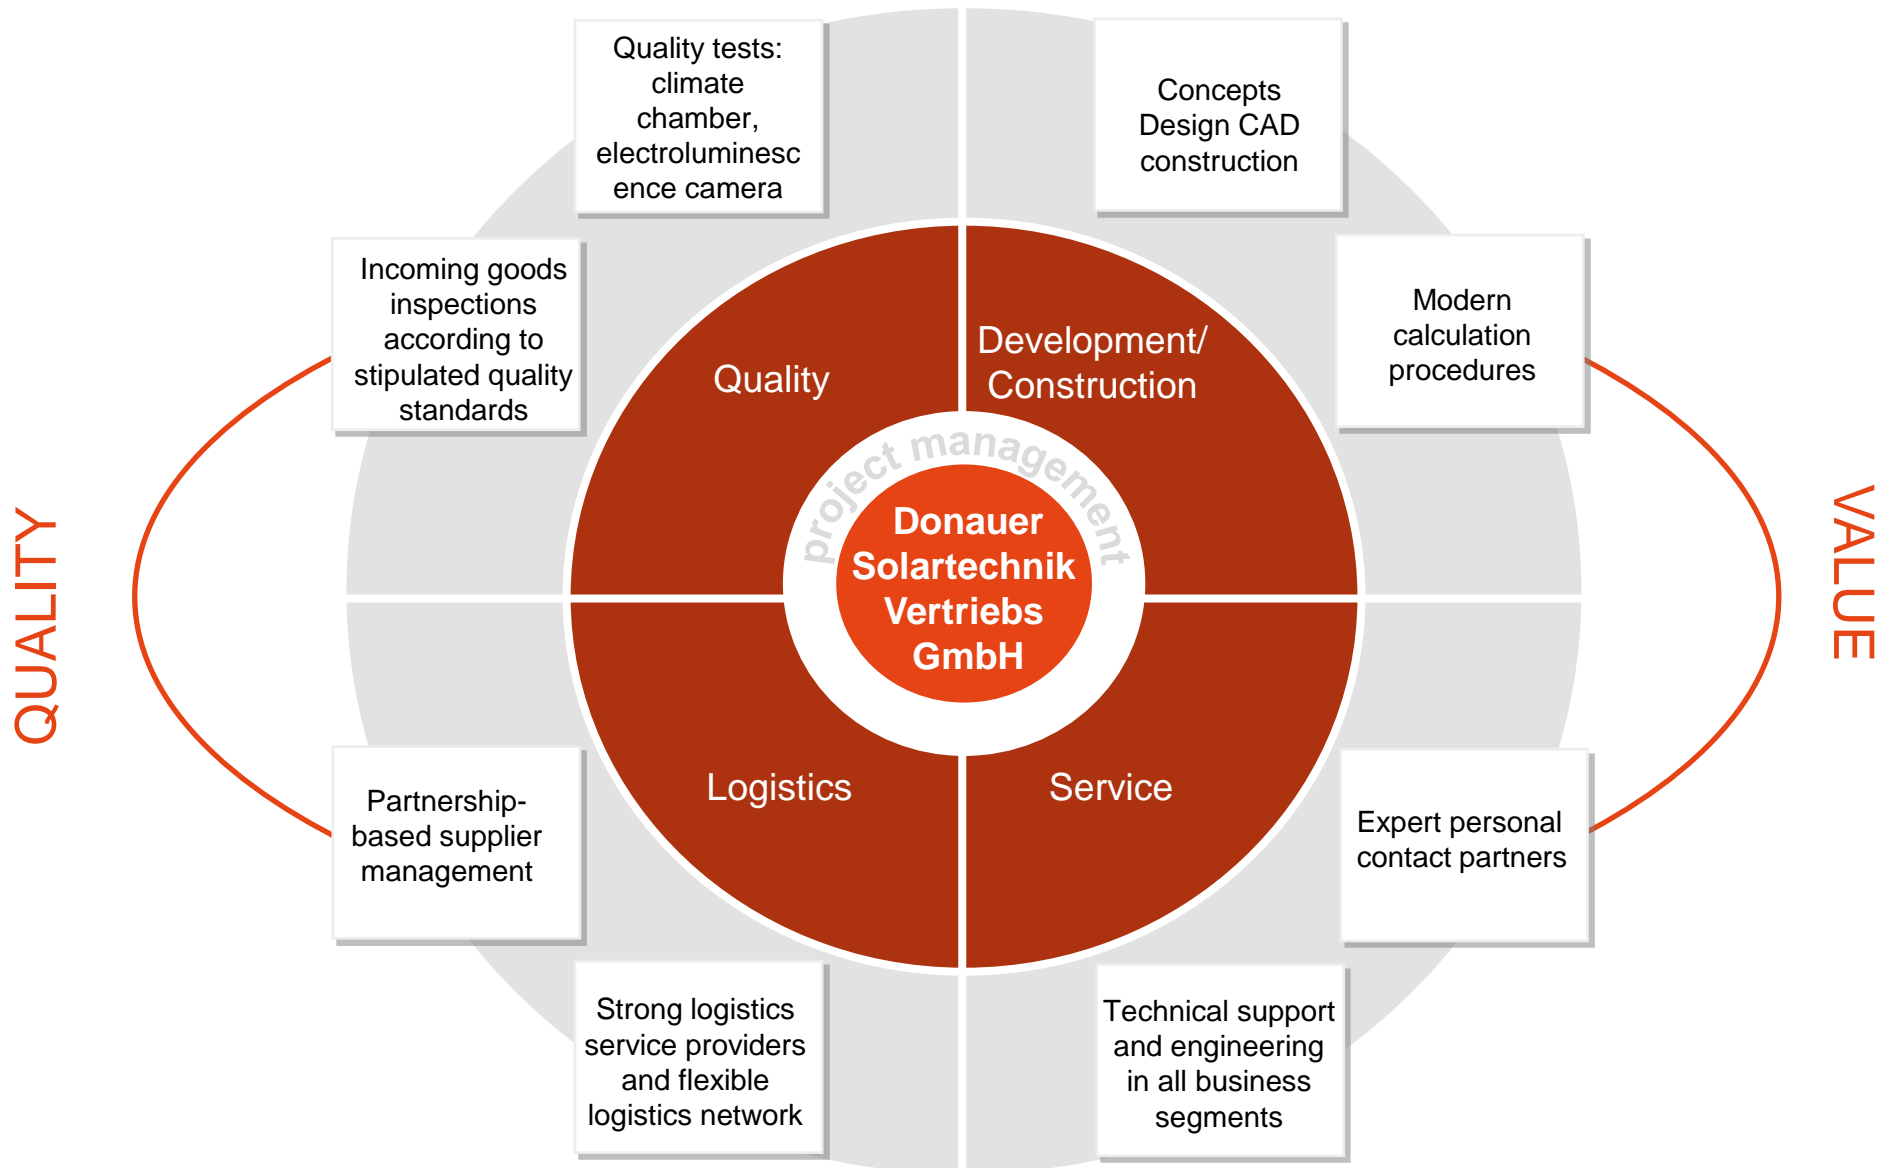 Quality tests:
climate
chamber,
electroluminesc
ence camera
Concepts
Design CAD
construction
Incoming goods
inspections
according to
stipulated quality
standards
Modern
calculation
procedures
Quality
Development/
Construction
project management
Donauer
Solartechnik
Vertriebs
GmbH
QUALITY
VALUE
Logistics
Service
Partnership-
based supplier
management
Expert personal
contact partners
Strong logistics
service providers
and flexible
logistics network
Technical support
and engineering
in all business
segments